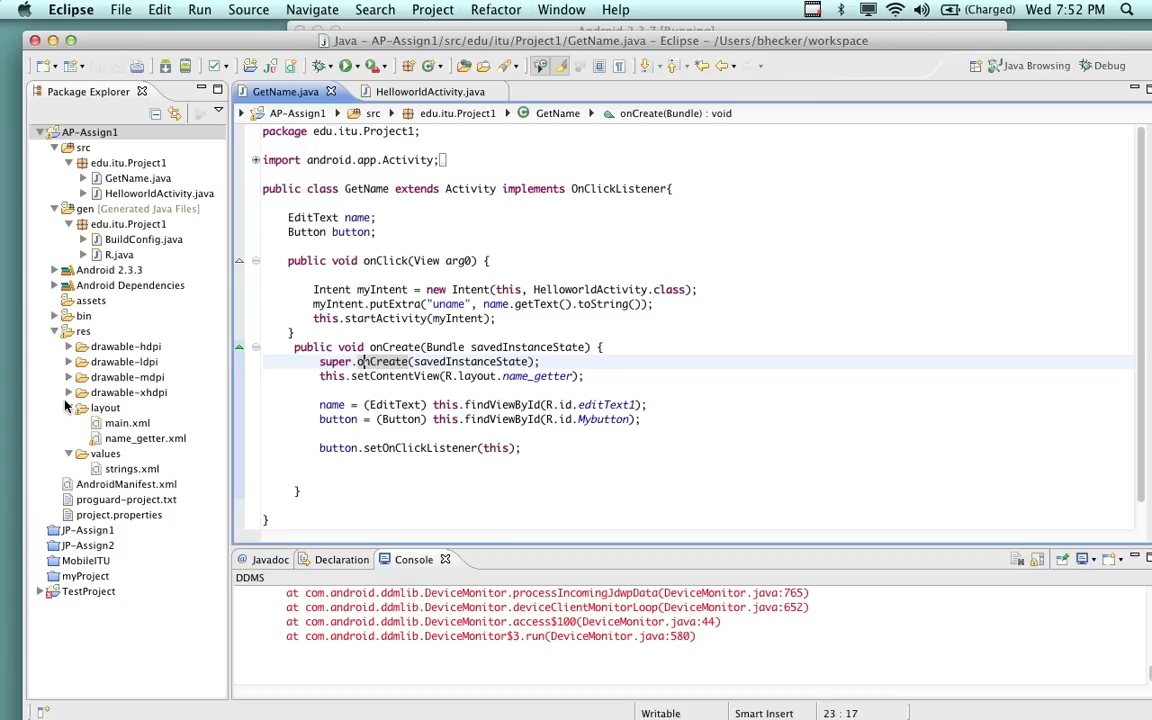 Eclipse File Edit Run Source Navigate Search Project Refactor Window Help (Charged) Wed 7:52 PM
Java – AP-Assign1/src/edu/itu/Project1/GetName.java – Eclipse – /Users/bhecker/workspace
Java Browsing Debug
Package Explorer
GetName.java HelloworldActivity.java
AP-Assign1 src edu.itu.Project1 GetName onCreate(Bundle) : void
AP-Assign1
src
edu.itu.Project1
GetName.java
HelloworldActivity.java
gen [Generated Java Files]
edu.itu.Project1
BuildConfig.java
R.java
Android 2.3.3
Android Dependencies
assets
bin
res
drawable-hdpi
drawable-ldpi
drawable-mdpi
drawable-xhdpi
layout
main.xml
name_getter.xml
values
strings.xml
AndroidManifest.xml
proguard-project.txt
project.properties
JP-Assign1
JP-Assign2
MobileITU
myProject
TestProject
package edu.itu.Project1;
import android.app.Activity;
public class GetName extends Activity implements OnClickListener{
EditText name;
Button button;
public void onClick(View arg0) {
Intent myIntent = new Intent(this, HelloworldActivity.class);
myIntent.putExtra("uname", name.getText().toString());
this.startActivity(myIntent);
}
public void onCreate(Bundle savedInstanceState) {
super.onCreate(savedInstanceState);
this.setContentView(R.layout.name_getter);
name = (EditText) this.findViewById(R.id.editText1);
button = (Button) this.findViewById(R.id.Mybutton);
button.setOnClickListener(this);
}
}
@ Javadoc Declaration Console
DDMS
at com.android.ddmlib.DeviceMonitor.processIncomingJdwpData(DeviceMonitor.java:765)
at com.android.ddmlib.DeviceMonitor.deviceClientMonitorLoop(DeviceMonitor.java:652)
at com.android.ddmlib.DeviceMonitor.access$100(DeviceMonitor.java:44)
at com.android.ddmlib.DeviceMonitor$3.run(DeviceMonitor.java:580)
Writable Smart Insert 23 : 17